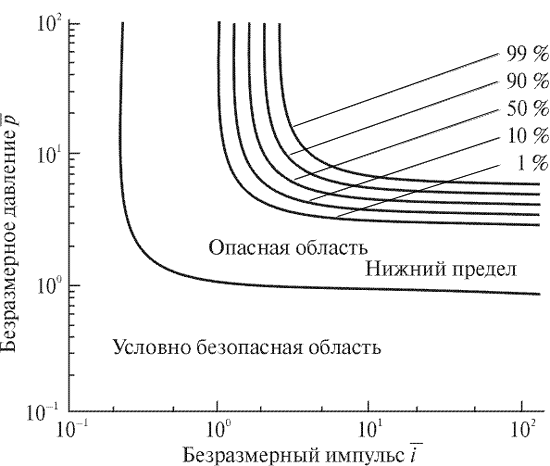 10²
99 %
90 %
50 %
10¹
10 %
1 %
Опасная область
Нижний предел
10⁰
Условно безопасная область
10⁻¹
10⁻¹
10⁰
10¹
10²
Безразмерный импульс i̅
Безразмерное давление p̅